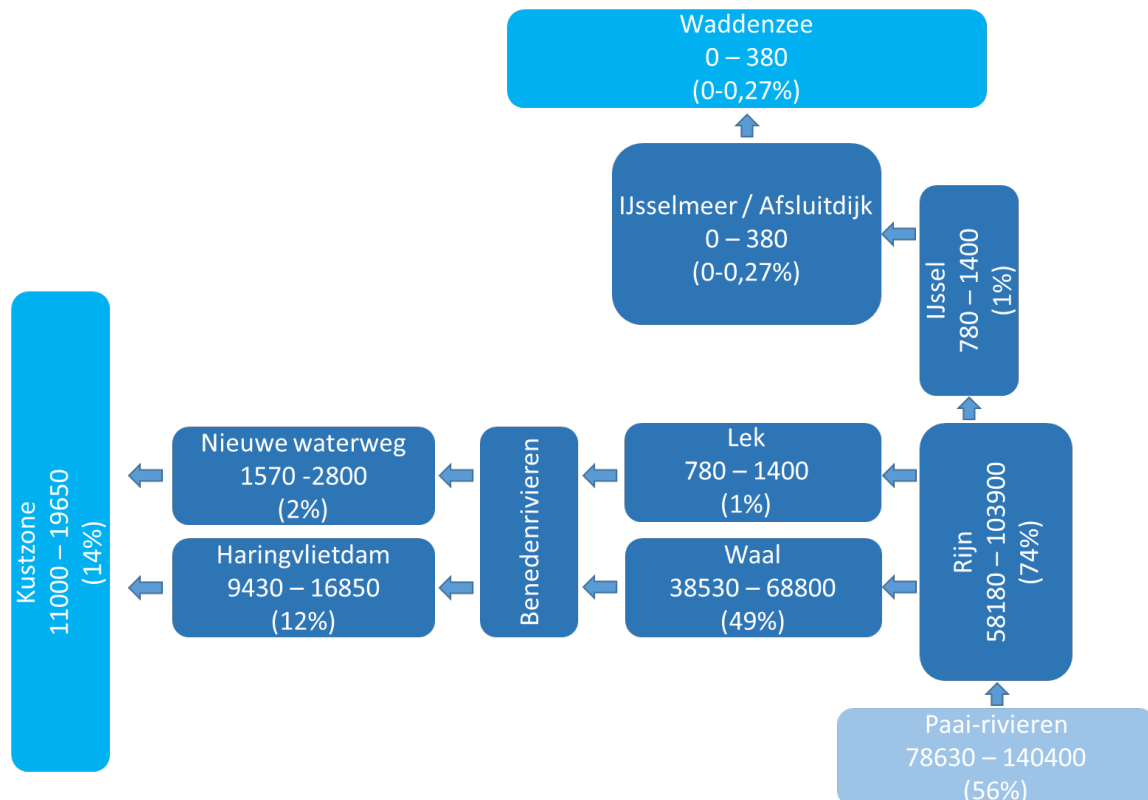 Waddenzee
0 – 380
(0-0,27%)
IJsselmeer / Afsluitdijk
0 – 380
(0-0,27%)
IJssel
780 – 1400
(1%)
Kustzone
11000 – 19650
(14%)
Nieuwe waterweg
1570 -2800
(2%)
Haringvlietdam
9430 – 16850
(12%)
Benedenrivieren
Lek
780 – 1400
(1%)
Waal
38530 – 68800
(49%)
Rijn
58180 – 103900
(74%)
Paai-rivieren
78630 – 140400
(56%)